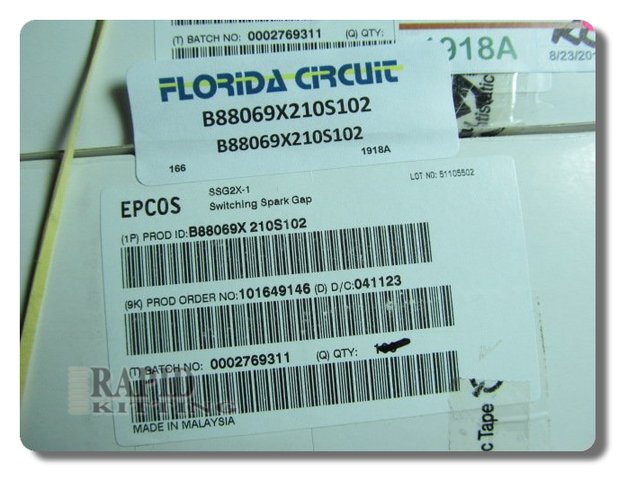 (T) BATCH NO: 0002769311 (Q) QTY:
1918A
8/23/20
FLORIDA CIRCUIT
B88069X210S102
B88069X210S102
166 1918A
tistatic
LOT NO: 51105502
SSG2X-1
EPCOS Switching Spark Gap
(1P) PROD ID:B88069X 210S102
(9K) PROD ORDER NO:101649146 (D) D/C:041123
(T) BATCH NO: 0002769311 (Q) QTY:
RAPID
KITTING
MADE IN MALAYSIA
c Tape